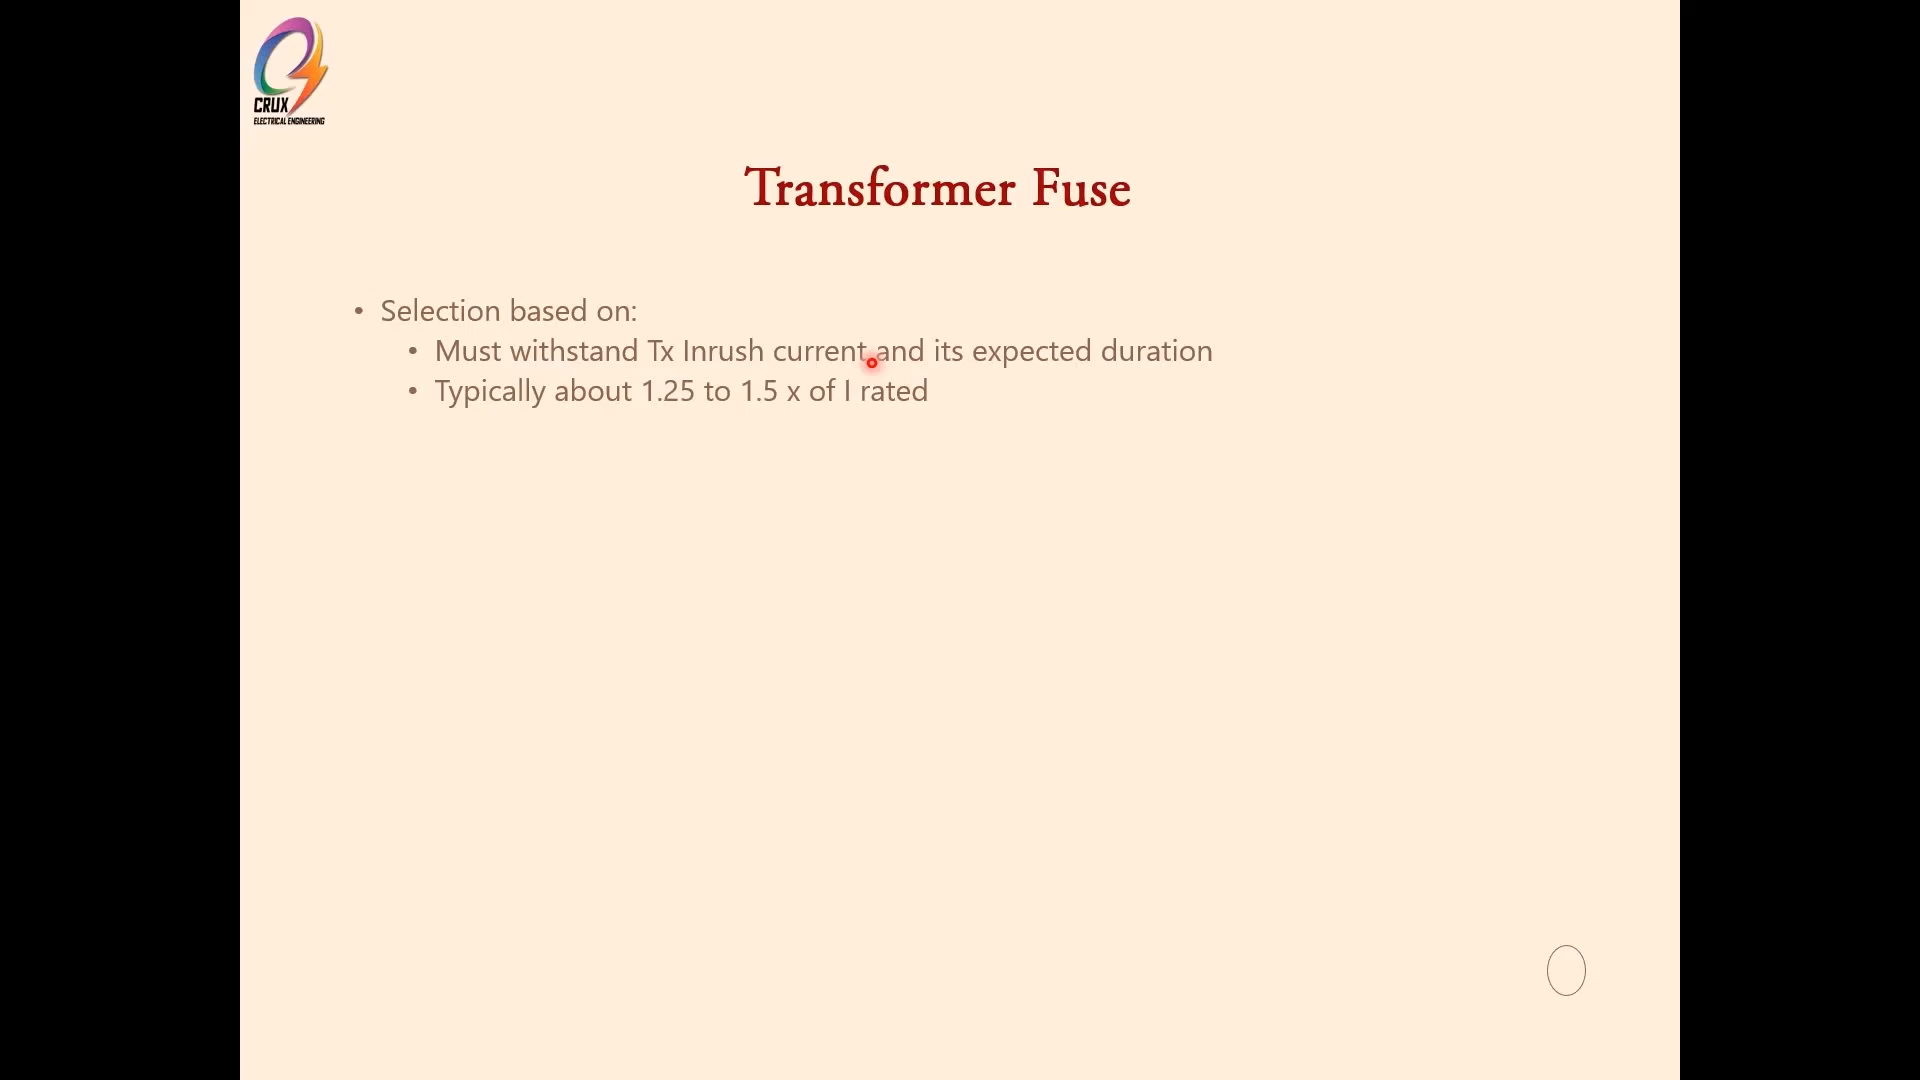 CRUX
ELECTRICAL ENGINEERING
Transformer Fuse
• Selection based on:
• Must withstand Tx Inrush current and its expected duration
• Typically about 1.25 to 1.5 x of I rated